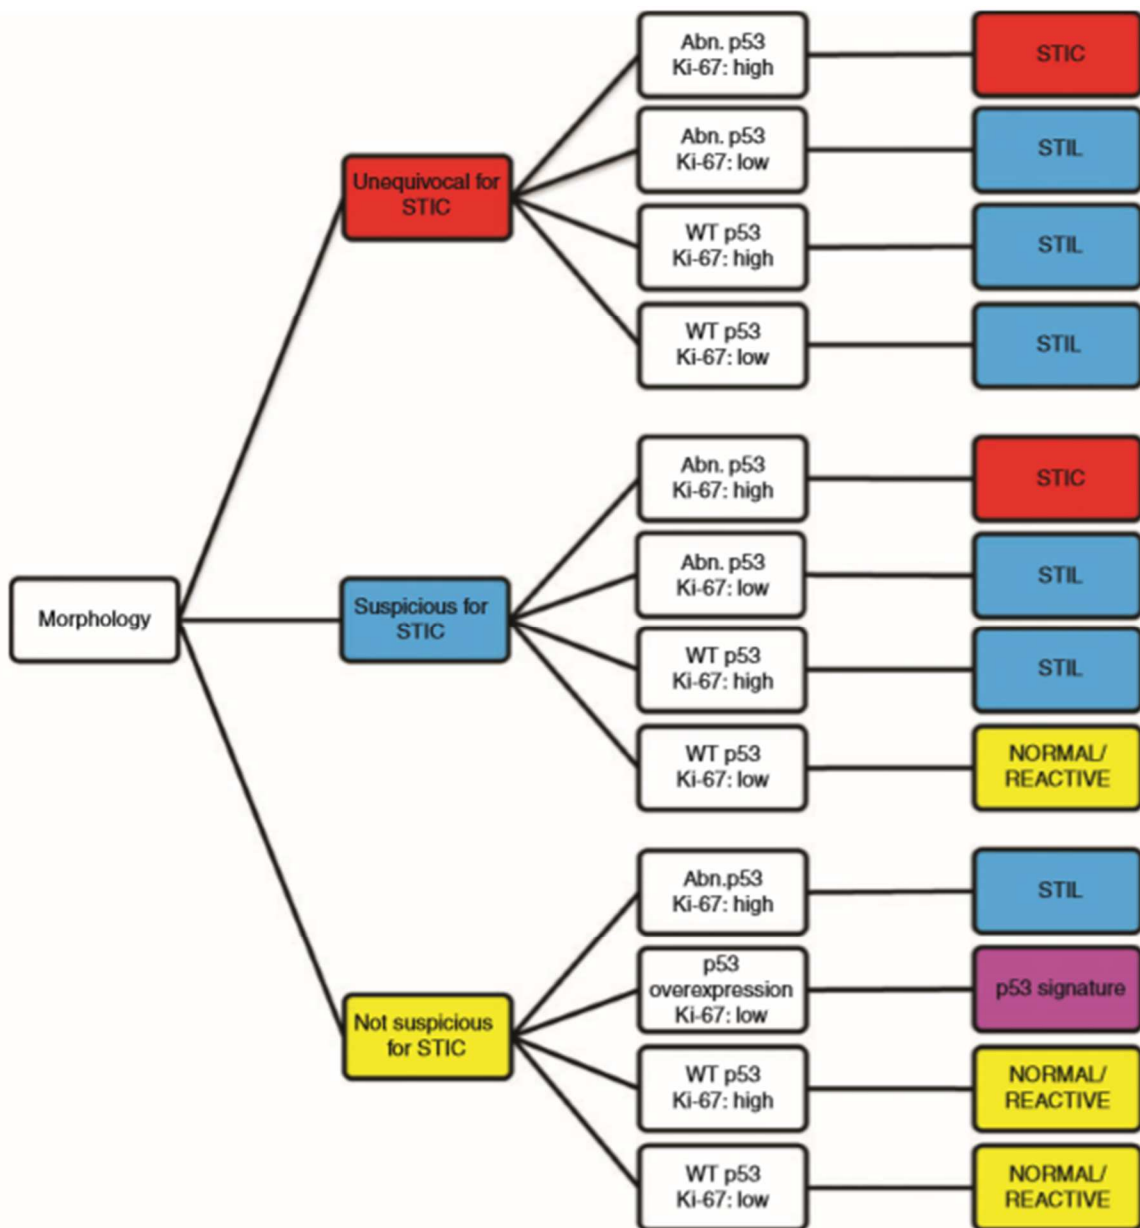 Abn. p53
Ki-67: high
STIC
Abn. p53
Ki-67: low
STIL
Unequivocal for
STIC
WT p53
Ki-67: high
STIL
WT p53
Ki-67: low
STIL
Abn. p53
Ki-67: high
STIC
Abn. p53
Ki-67: low
STIL
Morphology
Suspicious for
STIC
WT p53
Ki-67: high
STIL
WT p53
Ki-67: low
NORMAL/
REACTIVE
Abn.p53
Ki-67: high
STIL
p53
overexpression
Ki-67: low
p53 signature
Not suspicious
for STIC
WT p53
Ki-67: high
NORMAL/
REACTIVE
WT p53
Ki-67: low
NORMAL/
REACTIVE